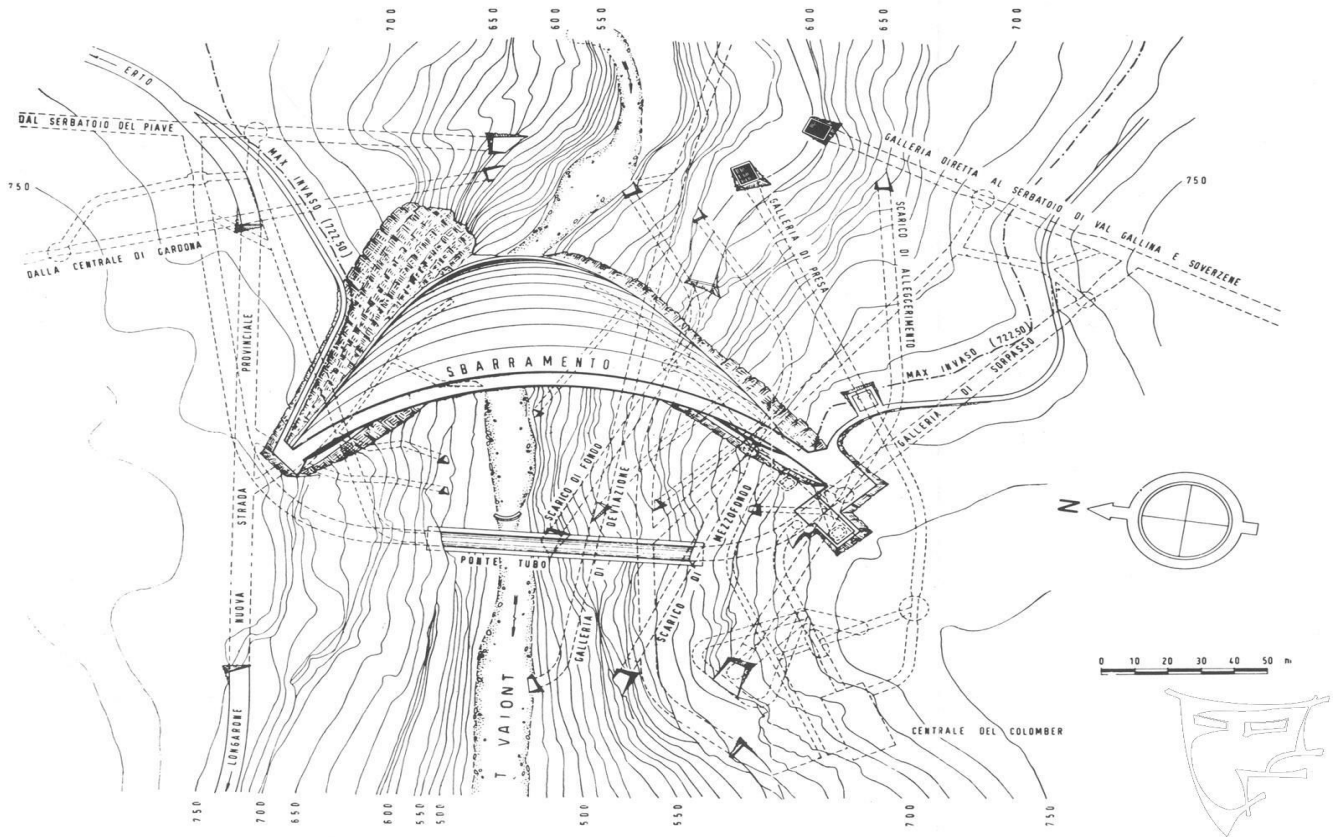 700
650
600
550
600
650
700
ERTO
DAL SERBATOIO DEL PIAVE
MAX INVASO (722.50)
750
DALLA CENTRALE DI GARDONA
GALLERIA DIRETTA AL SERBATOIO DI VAL GALLINA E SOVERZENE
750
GALLERIA DI PRESA
SCARICO DI ALLEGGERIMENTO
MAX INVASO (722.50)
GALLERIA DI SORPASSO
SBARRAMENTO
STRADA PROVINCIALE
NUOVA
SCARICO DI FONDO
GALLERIA DI DEVIAZIONE
SCARICO DI MEZZOFONDO
PONTE TUBO
N
T VAIONT
LONGARONE
CENTRALE DEL COLOMBER
0 10 20 30 40 50 m
750
700
650
600
550
500
500
550
700
750